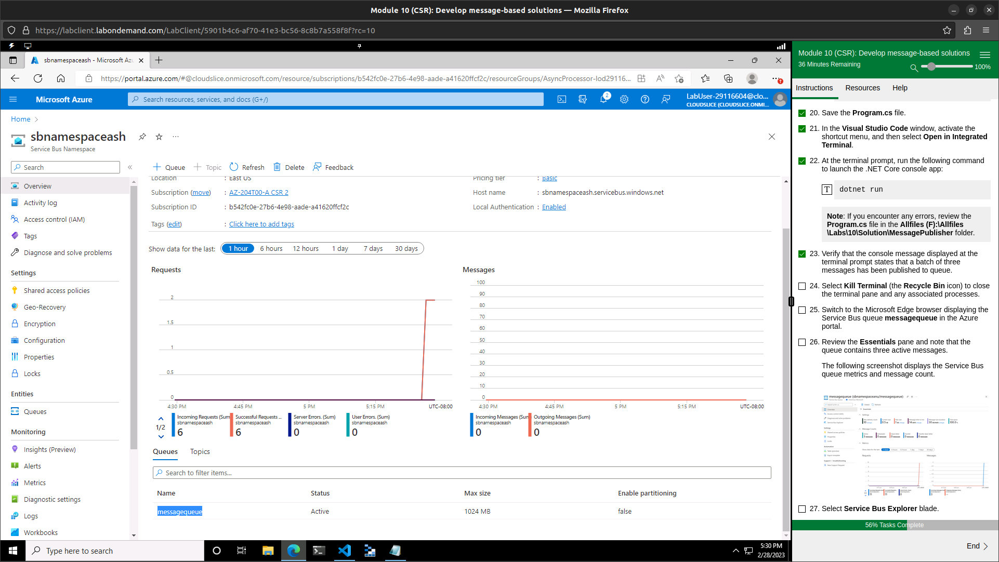 Module 10 (CSR): Develop message-based solutions — Mozilla Firefox
https://labclient.labondemand.com/LabClient/5901b4c6-af70-41e3-bc56-8c8b7a558f8f?rc=10
sbnamespaceash - Microsoft Azu
https://portal.azure.com/#@cloudslice.onmicrosoft.com/resource/subscriptions/b542fc0e-27b6-4e98-aade-a41620ffcf2c/resourceGroups/AsyncProcessor-lod29116...
Microsoft Azure
Search resources, services, and docs (G+/)
2
LabUser-29116604@clo...
CLOUDSLICE (CLOUDSLICE.ONMI...
Home
sbnamespaceash
Service Bus Namespace
Search
Overview
Activity log
Access control (IAM)
Tags
Diagnose and solve problems
Settings
Shared access policies
Geo-Recovery
Encryption
Configuration
Properties
Locks
Entities
Queues
Monitoring
Insights (Preview)
Alerts
Metrics
Diagnostic settings
Logs
Workbooks
Queue
Topic
Refresh
Delete
Feedback
Location : East US
Subscription (move) : AZ-204T00-A CSR 2
Subscription ID : b542fc0e-27b6-4e98-aade-a41620ffcf2c
Tags (edit) : Click here to add tags
Pricing tier : Basic
Host name : sbnamespaceash.servicebus.windows.net
Local Authentication : Enabled
Show data for the last: 1 hour 6 hours 12 hours 1 day 7 days 30 days
Requests
2
1.5
1
0.5
0
4:30 PM 4:45 PM 5 PM 5:15 PM UTC-08:00
1/2
Incoming Requests (Sum)
sbnamespaceash
6
Successful Requests ...
sbnamespaceash
6
Server Errors. (Sum)
sbnamespaceash
0
User Errors. (Sum)
sbnamespaceash
0
Messages
100
90
80
70
60
50
40
30
20
10
0
4:30 PM 4:45 PM 5 PM 5:15 PM UTC-08:00
Incoming Messages (Sum
sbnamespaceash
0
Outgoing Messages (Sum)
sbnamespaceash
0
Queues Topics
Search to filter items...
Name Status Max size Enable partitioning
messagequeue Active 1024 MB false
Type here to search
5:30 PM
2/28/2023
Module 10 (CSR): Develop message-based solutions
36 Minutes Remaining
100%
Instructions Resources Help
20. Save the Program.cs file.
21. In the Visual Studio Code window, activate the
shortcut menu, and then select Open in Integrated
Terminal.
22. At the terminal prompt, run the following command
to launch the .NET Core console app:
T dotnet run
Note: If you encounter any errors, review the
Program.cs file in the Allfiles (F):\Allfiles
\Labs\10\Solution\MessagePublisher folder.
23. Verify that the console message displayed at the
terminal prompt states that a batch of three
messages has been published to queue.
24. Select Kill Terminal (the Recycle Bin icon) to close
the terminal pane and any associated processes.
25. Switch to the Microsoft Edge browser displaying the
Service Bus queue messagequeue in the Azure
portal.
26. Review the Essentials pane and note that the
queue contains three active messages.
The following screenshot displays the Service Bus
queue metrics and message count.
messagequeue (sbnamespaceanu/messagequeue)
27. Select Service Bus Explorer blade.
56% Tasks Complete
End